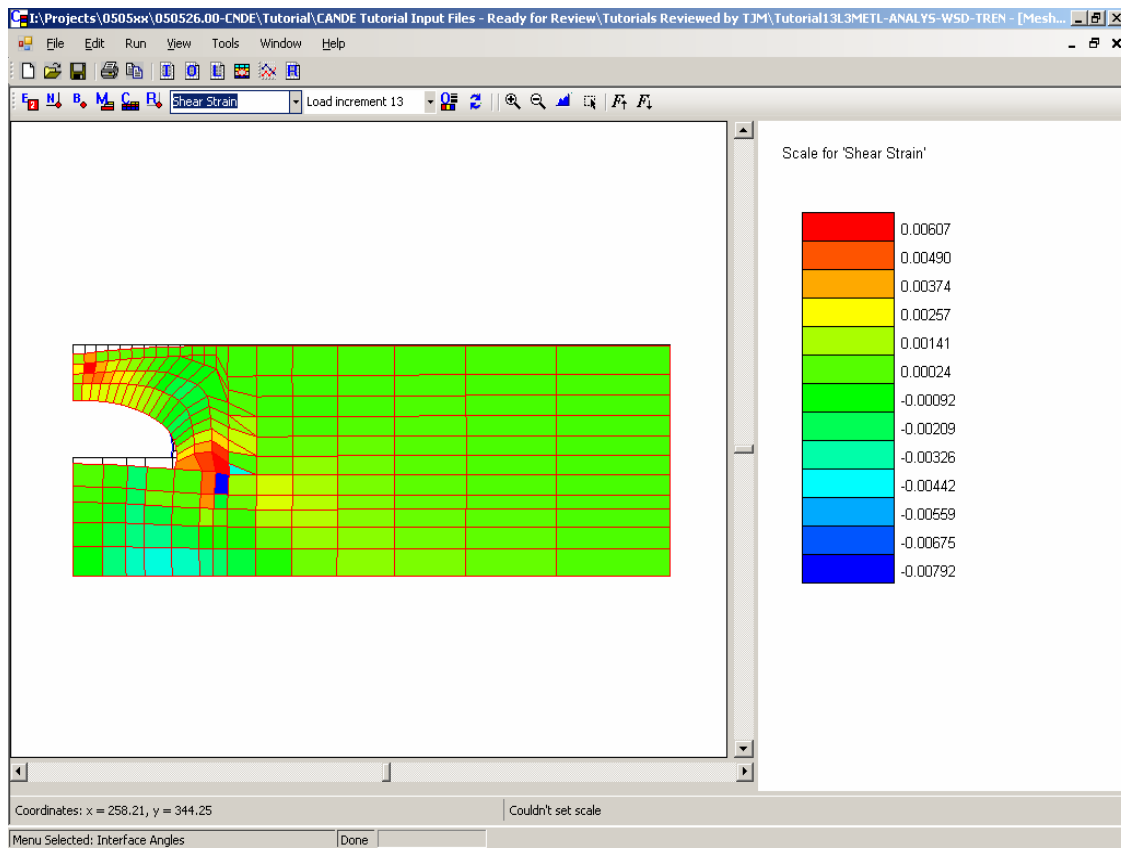 I:\Projects\0505xx\050526.00-CNDE\Tutorial\CANDE Tutorial Input Files - Ready for Review\Tutorials Reviewed by TJM\Tutorial13L3METL-ANALYS-WSD-TREN - [Mesh...
File Edit Run View Tools Window Help
Shear Strain Load increment 13
Scale for 'Shear Strain'
0.00607
0.00490
0.00374
0.00257
0.00141
0.00024
-0.00092
-0.00209
-0.00326
-0.00442
-0.00559
-0.00675
-0.00792
Coordinates: x = 258.21, y = 344.25 Couldn't set scale
Menu Selected: Interface Angles Done